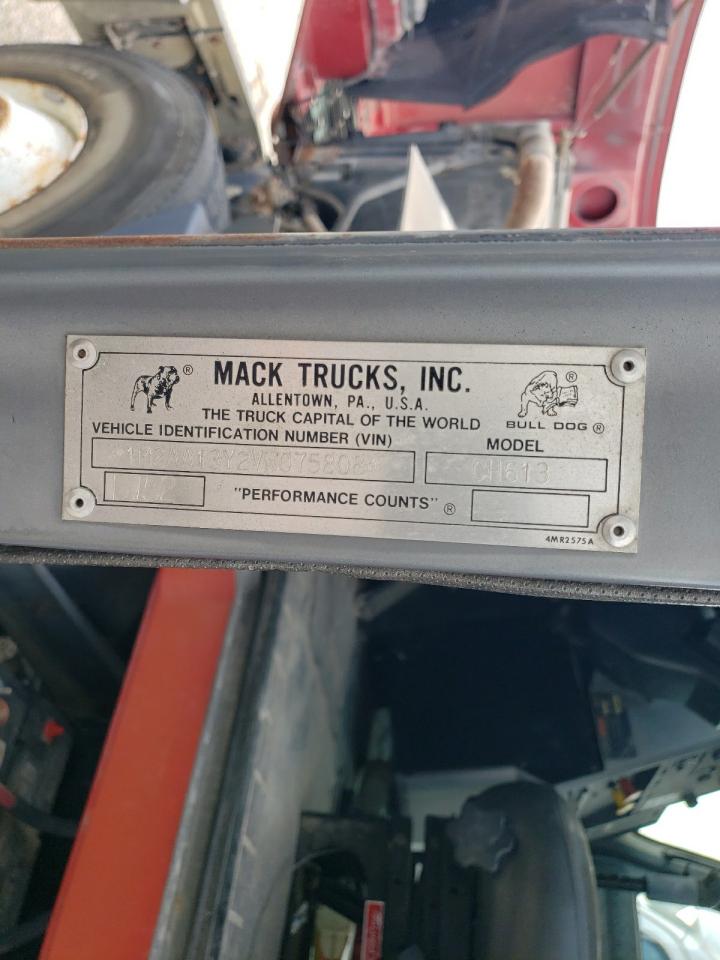 MACK TRUCKS, INC.
ALLENTOWN, PA., U.S.A.
THE TRUCK CAPITAL OF THE WORLD
BULL DOG ®
VEHICLE IDENTIFICATION NUMBER (VIN)
MODEL
CH613
"PERFORMANCE COUNTS" ®
4MR2575A